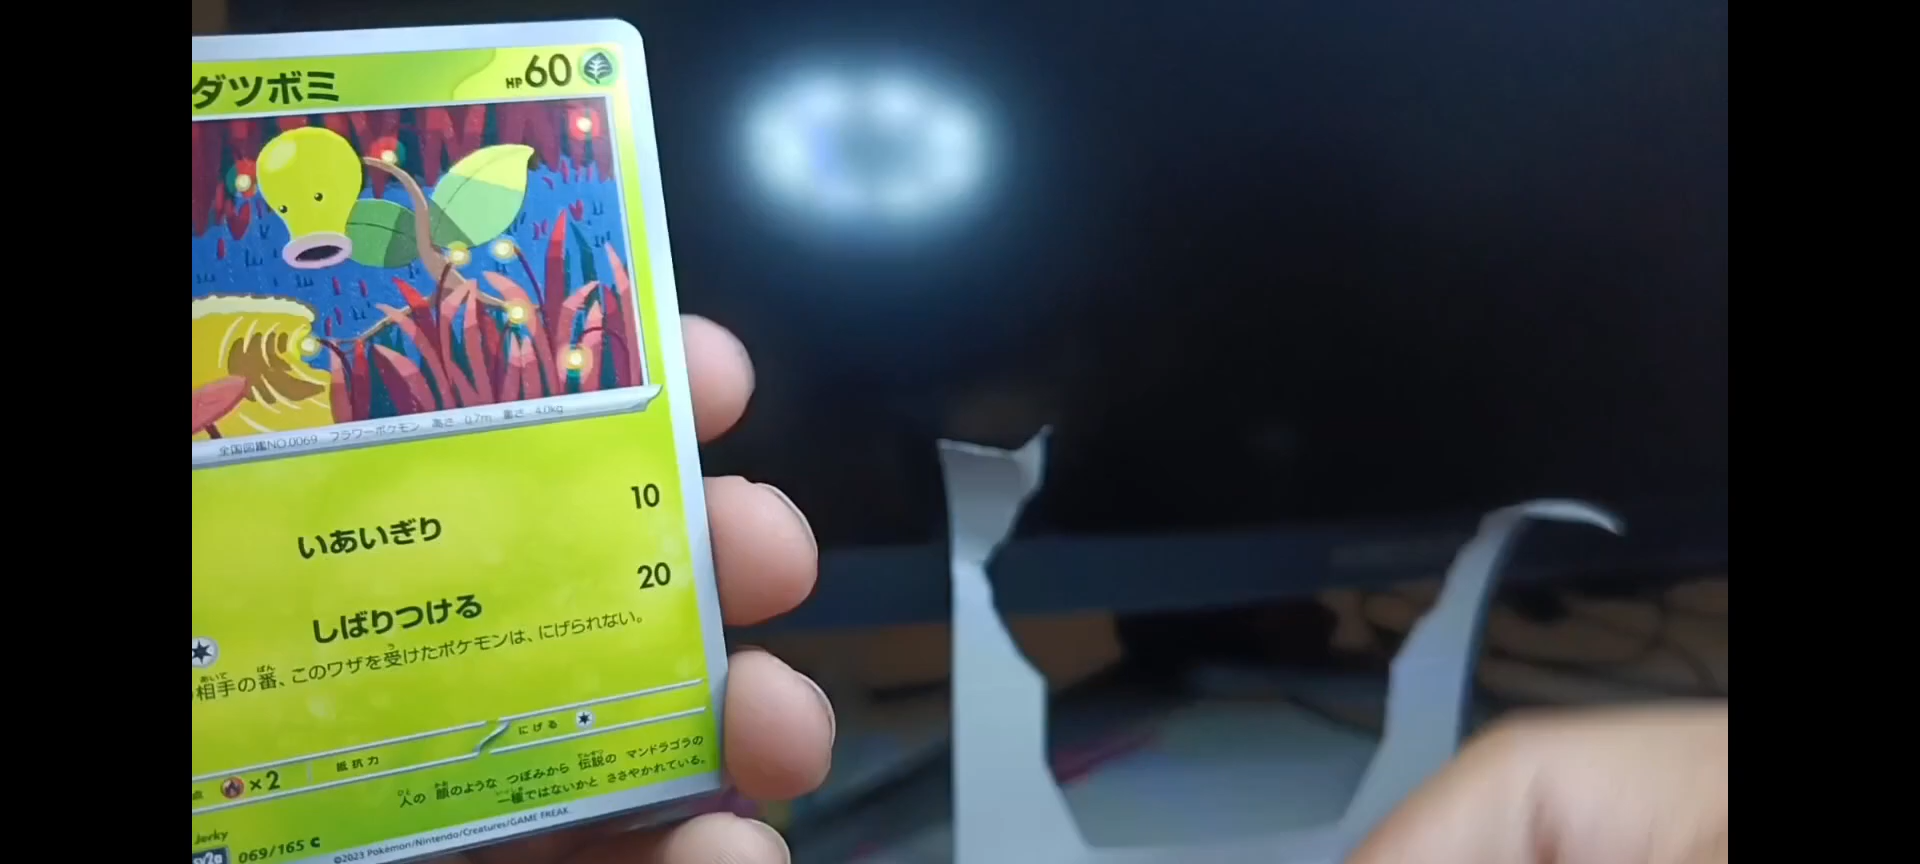 ダツボミ HP 60
全国図鑑NO.0069 フラワーポケモン 高さ 0.7m 重さ 4.0kg
いあいぎり 10
しばりつける 20
相手の番、このワザを受けたポケモンは、にげられない。
×2 抵抗力 にげる
人の 顔のような つぼみから 伝説の マンドラゴラの
一種ではないかと ささやかれている。
Jerky
sv2a 069/165 C ©2023 Pokémon/Nintendo/Creatures/GAME FREAK.